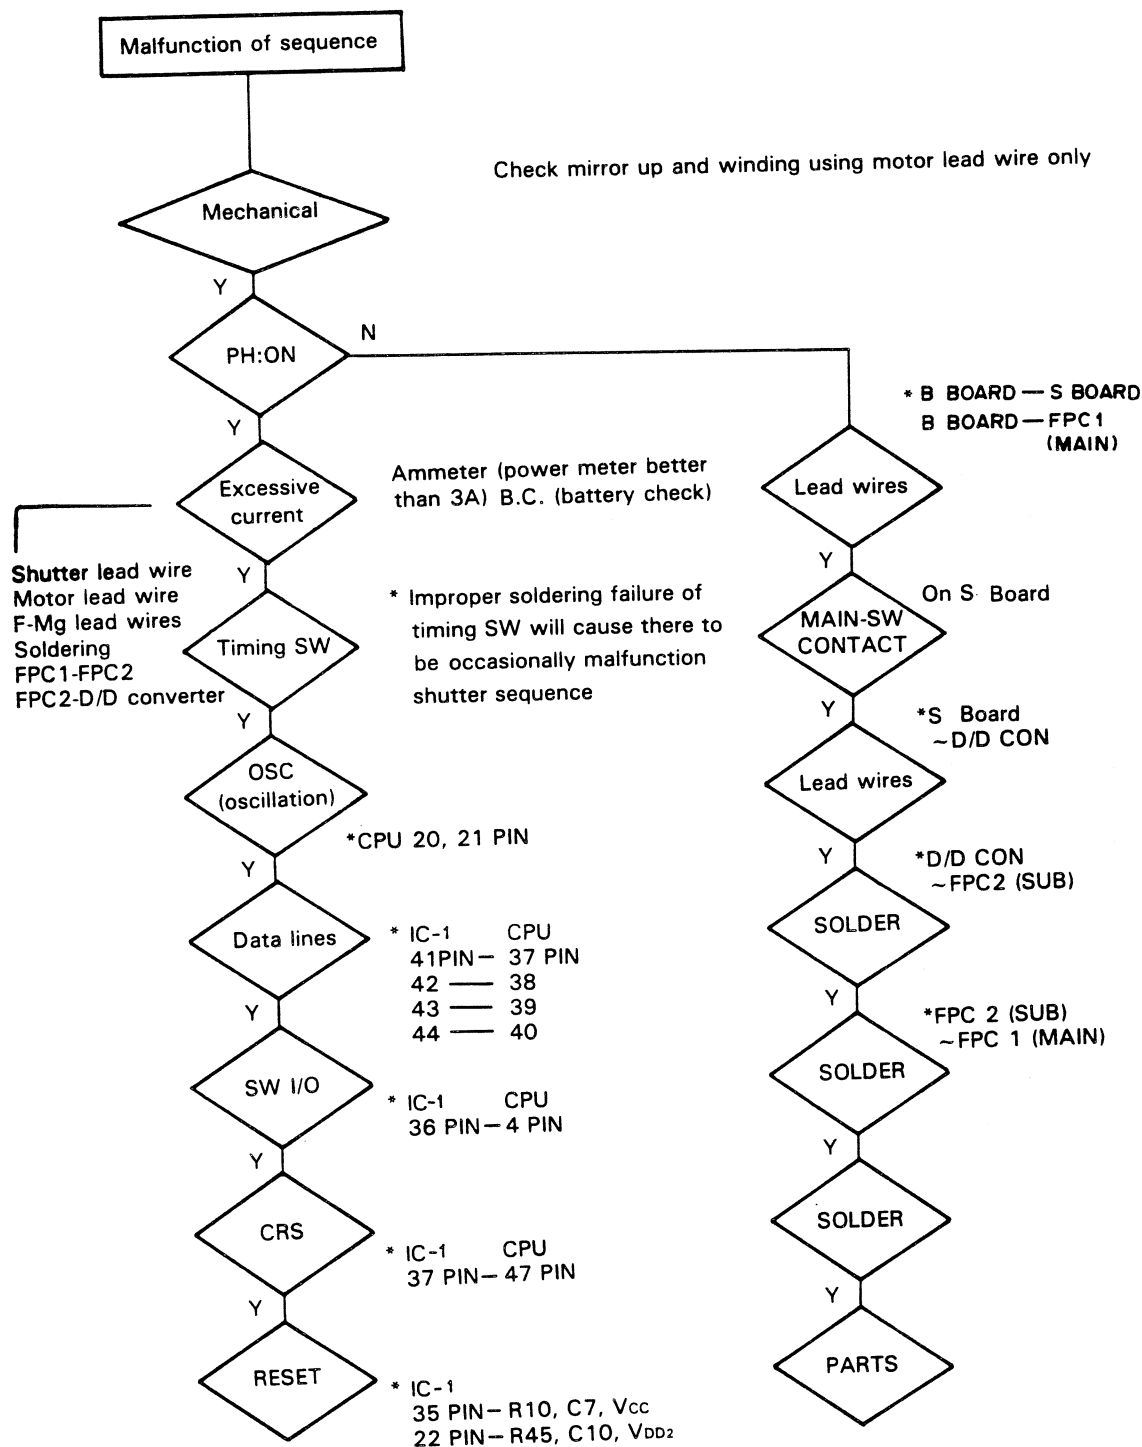 Malfunction of sequence
Check mirror up and winding using motor lead wire only
Mechanical
Y
PH:ON
N
Y
* B BOARD — S BOARD
B BOARD — FPC1
(MAIN)
Excessive
current
Ammeter (power meter better
than 3A) B.C. (battery check)
Lead wires
Shutter lead wire
Motor lead wire
F-Mg lead wires
Soldering
FPC1-FPC2
FPC2-D/D converter
Y
Timing SW
* Improper soldering failure of
timing SW will cause there to
be occasionally malfunction
shutter sequence
Y
MAIN-SW
CONTACT
On S Board
Y
OSC
(oscillation)
*CPU 20, 21 PIN
Y
Lead wires
*S Board
~D/D CON
Y
Data lines
* IC-1 CPU
41PIN — 37 PIN
42 — 38
43 — 39
44 — 40
Y
SOLDER
*D/D CON
~FPC2 (SUB)
Y
SW I/O
* IC-1 CPU
36 PIN — 4 PIN
Y
SOLDER
*FPC 2 (SUB)
~FPC 1 (MAIN)
Y
CRS
* IC-1 CPU
37 PIN — 47 PIN
Y
SOLDER
Y
RESET
* IC-1
35 PIN — R10, C7, Vcc
22 PIN — R45, C10, VDD2
Y
PARTS